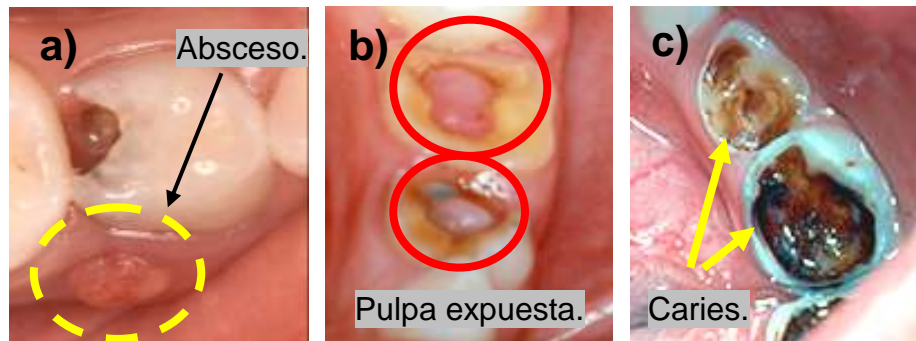 a)
Absceso.
b)
Pulpa expuesta.
c)
Caries.